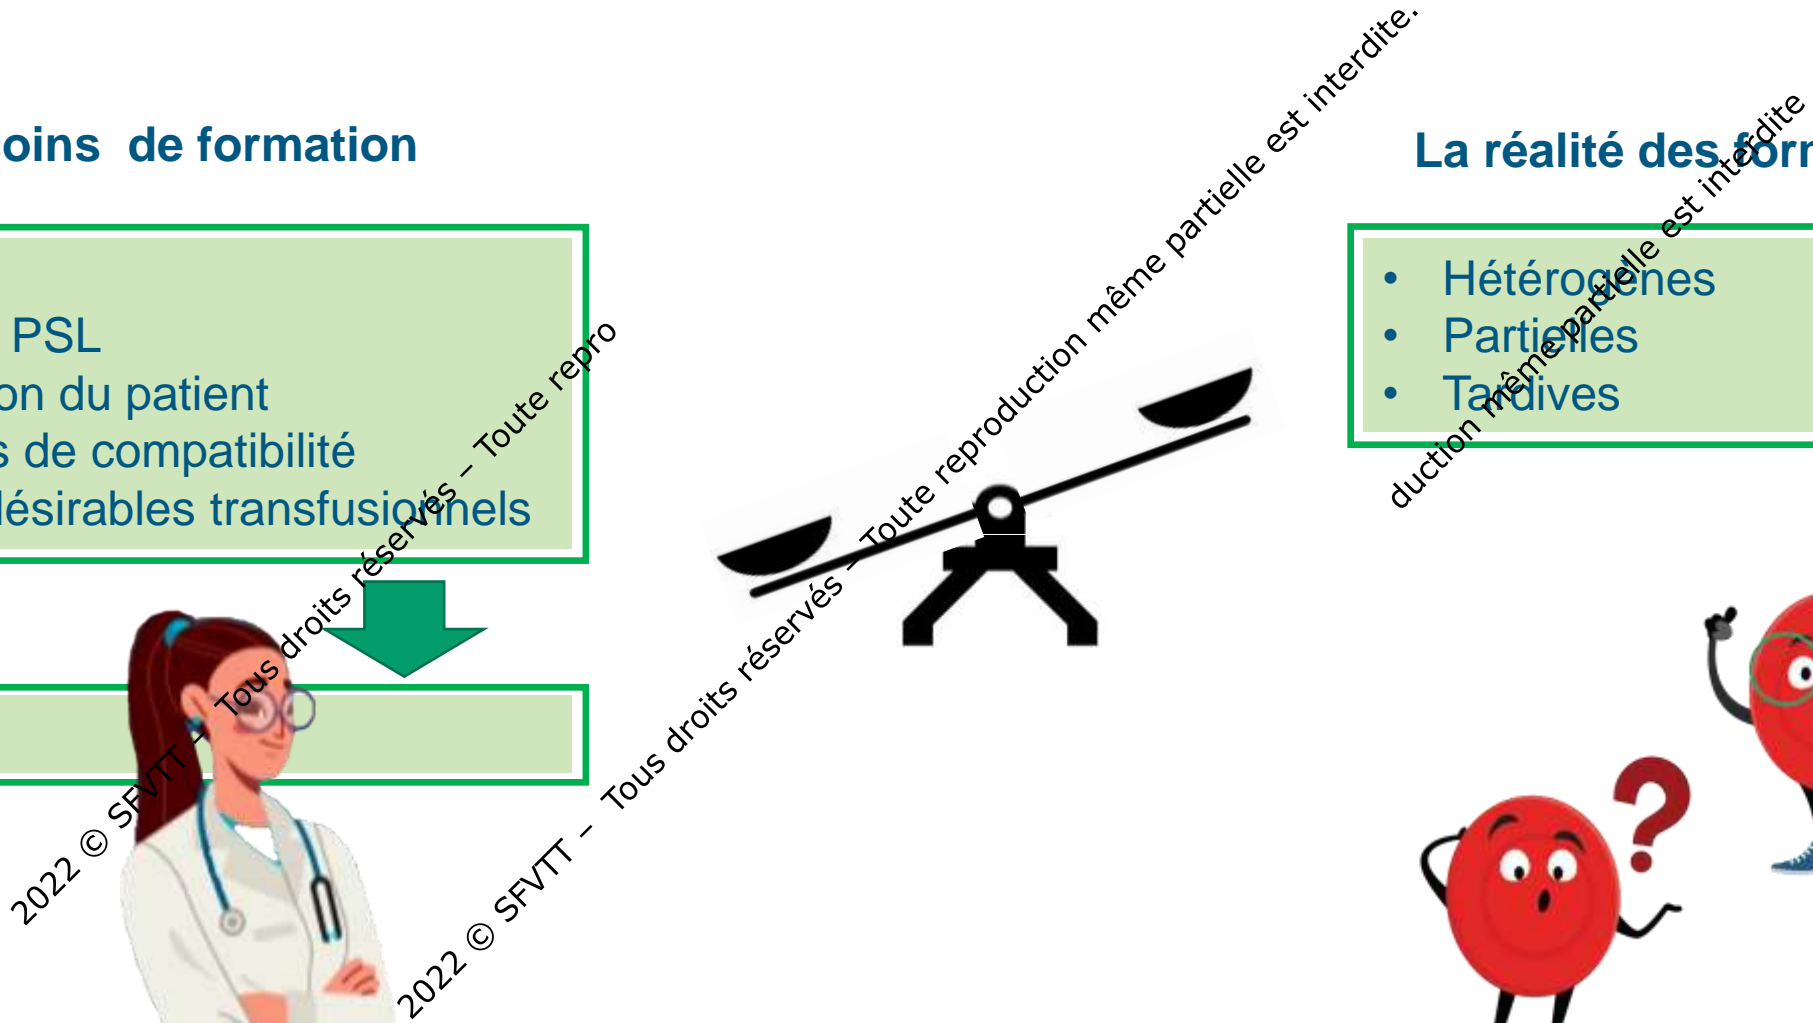 oins de formation
PSL
on du patient
s de compatibilité
désirables transfusionnels
La réalité des
• Hétérogènes
• Partielles
• Tardives
2022 © SFVTT – Tous droits réservés – Toute repro
duction même partielle est interdite
2022 © SFVTT – Tous droits réservés – Toute reproduction même partielle est interdite.
?